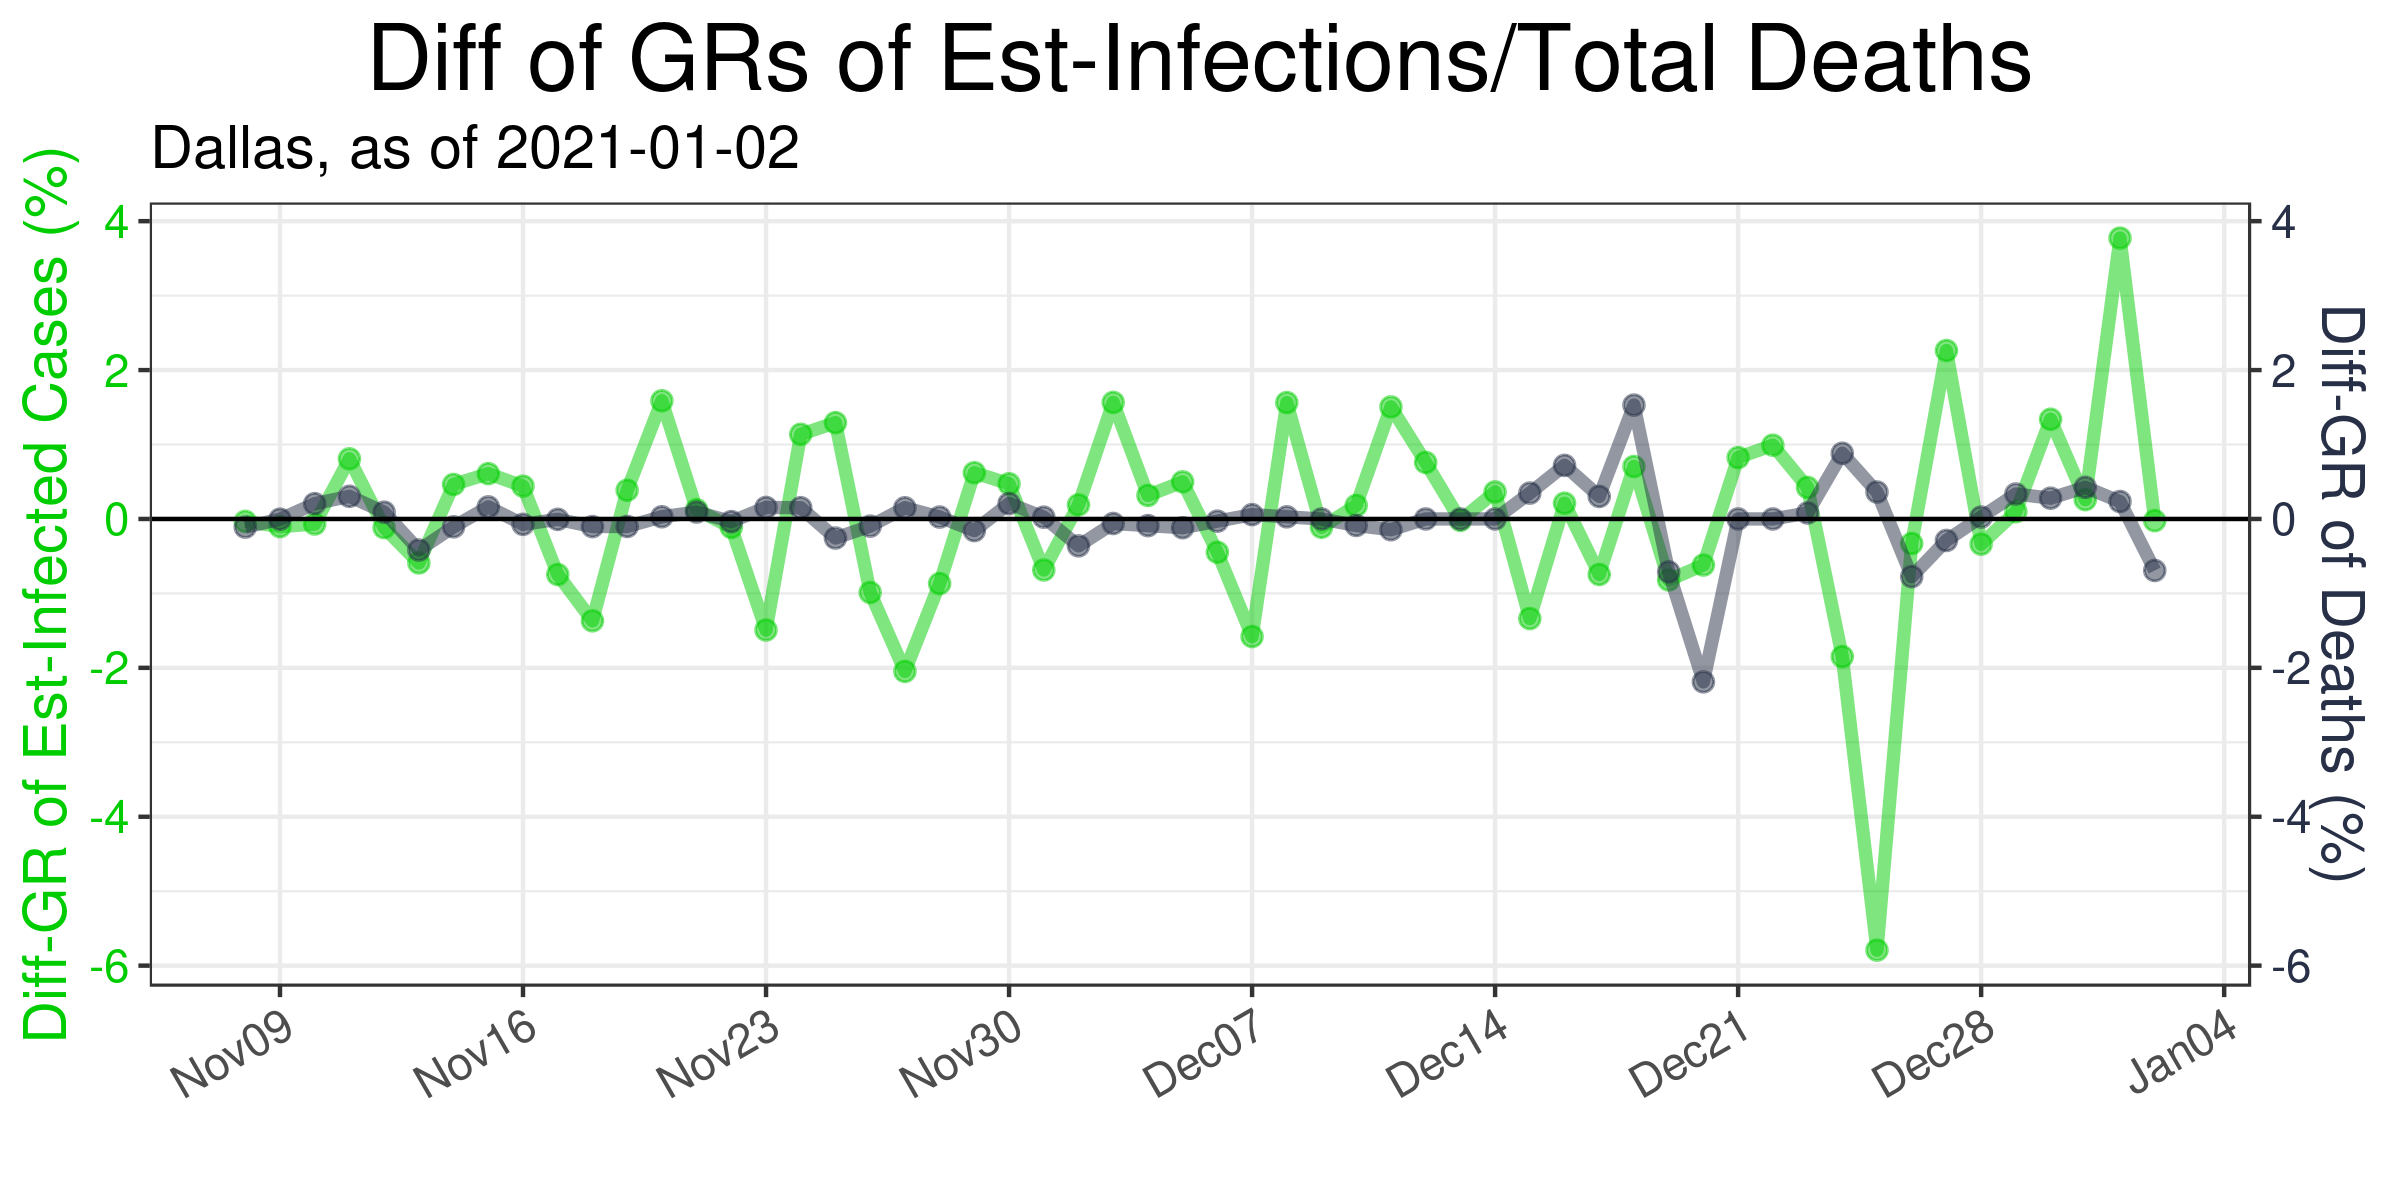 Diff of GRs of Est-Infections/Total Deaths
Dallas, as of 2021-01-02
Diff-GR of Est-Infected Cases (%)
4
2
0
-2
-4
-6
4
2
0
-2
-4
-6
Diff-GR of Deaths (%)
Nov09
Nov16
Nov23
Nov30
Dec07
Dec14
Dec21
Dec28
Jan04